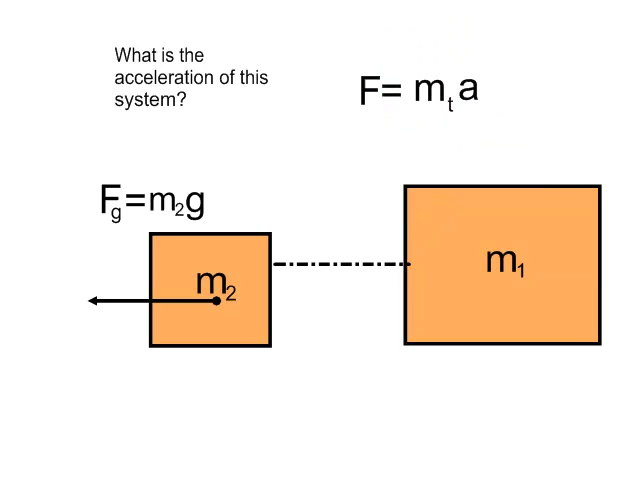 What is the
acceleration of this
system?
F= mₜa
Fg=m₂g
m₂
m₁